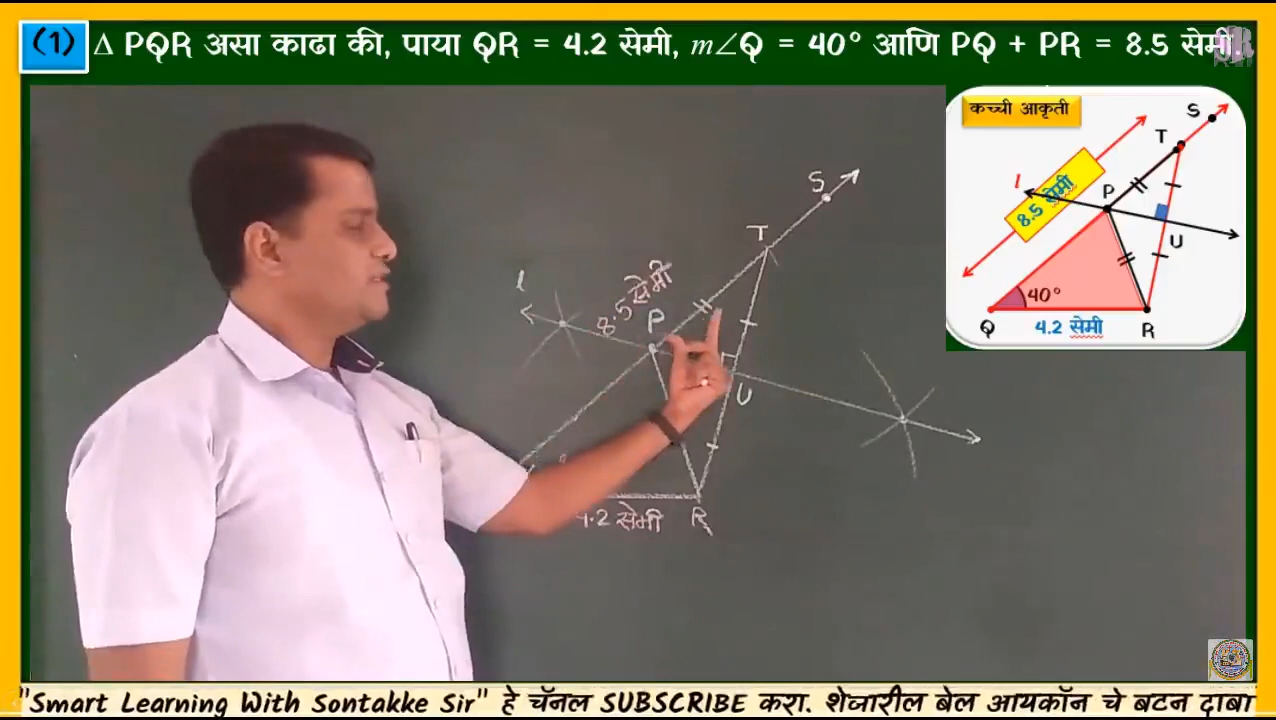 (1) Δ PQR असा काढा की, पाया QR = 4.2 सेमी, m∠Q = 40° आणि PQ + PR = 8.5 सेमी.
कच्ची आकृती
S
T
l
P
8.5 सेमी
U
40°
Q
4.2 सेमी
R
S
T
l
8.5 सेमी
P
U
4.2 सेमी
R
"Smart Learning With Sontakke Sir" हे चॅनल SUBSCRIBE करा. शेजारील बेल आयकॉन चे बटन दाबा